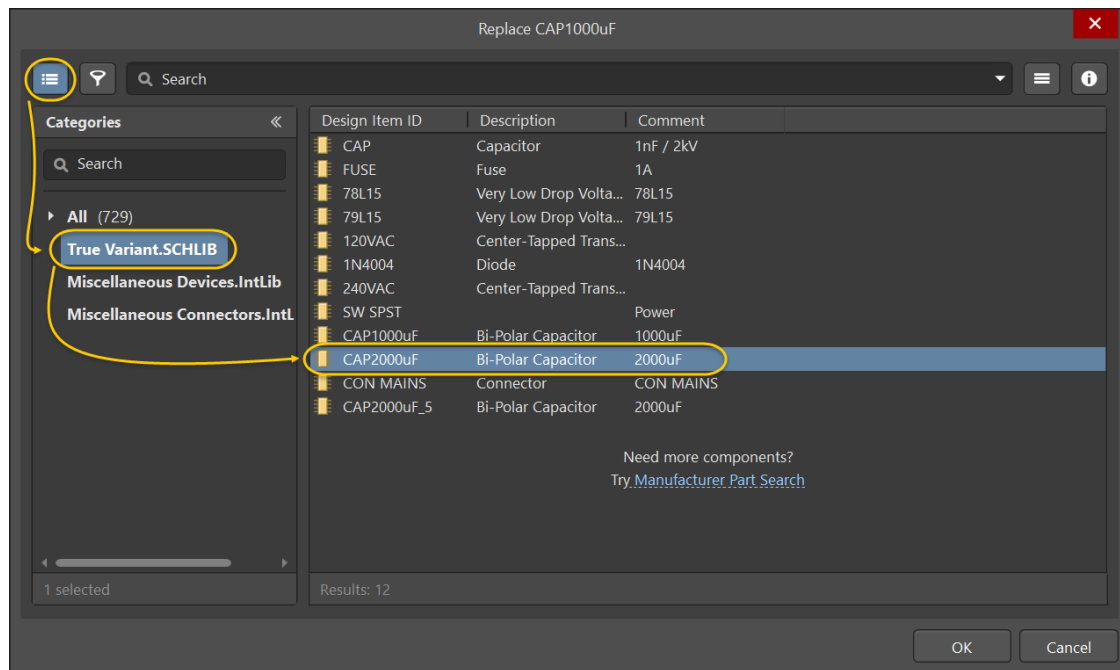 Replace CAP1000uF
Search
Categories
Search
All (729)
True Variant.SCHLIB
Miscellaneous Devices.IntLib
Miscellaneous Connectors.IntL
1 selected
Design Item ID Description Comment
CAP Capacitor 1nF / 2kV
FUSE Fuse 1A
78L15 Very Low Drop Volta... 78L15
79L15 Very Low Drop Volta... 79L15
120VAC Center-Tapped Trans...
1N4004 Diode 1N4004
240VAC Center-Tapped Trans...
SW SPST Power
CAP1000uF Bi-Polar Capacitor 1000uF
CAP2000uF Bi-Polar Capacitor 2000uF
CON MAINS Connector CON MAINS
CAP2000uF_5 Bi-Polar Capacitor 2000uF
Need more components?
Try Manufacturer Part Search
Results: 12
OK Cancel